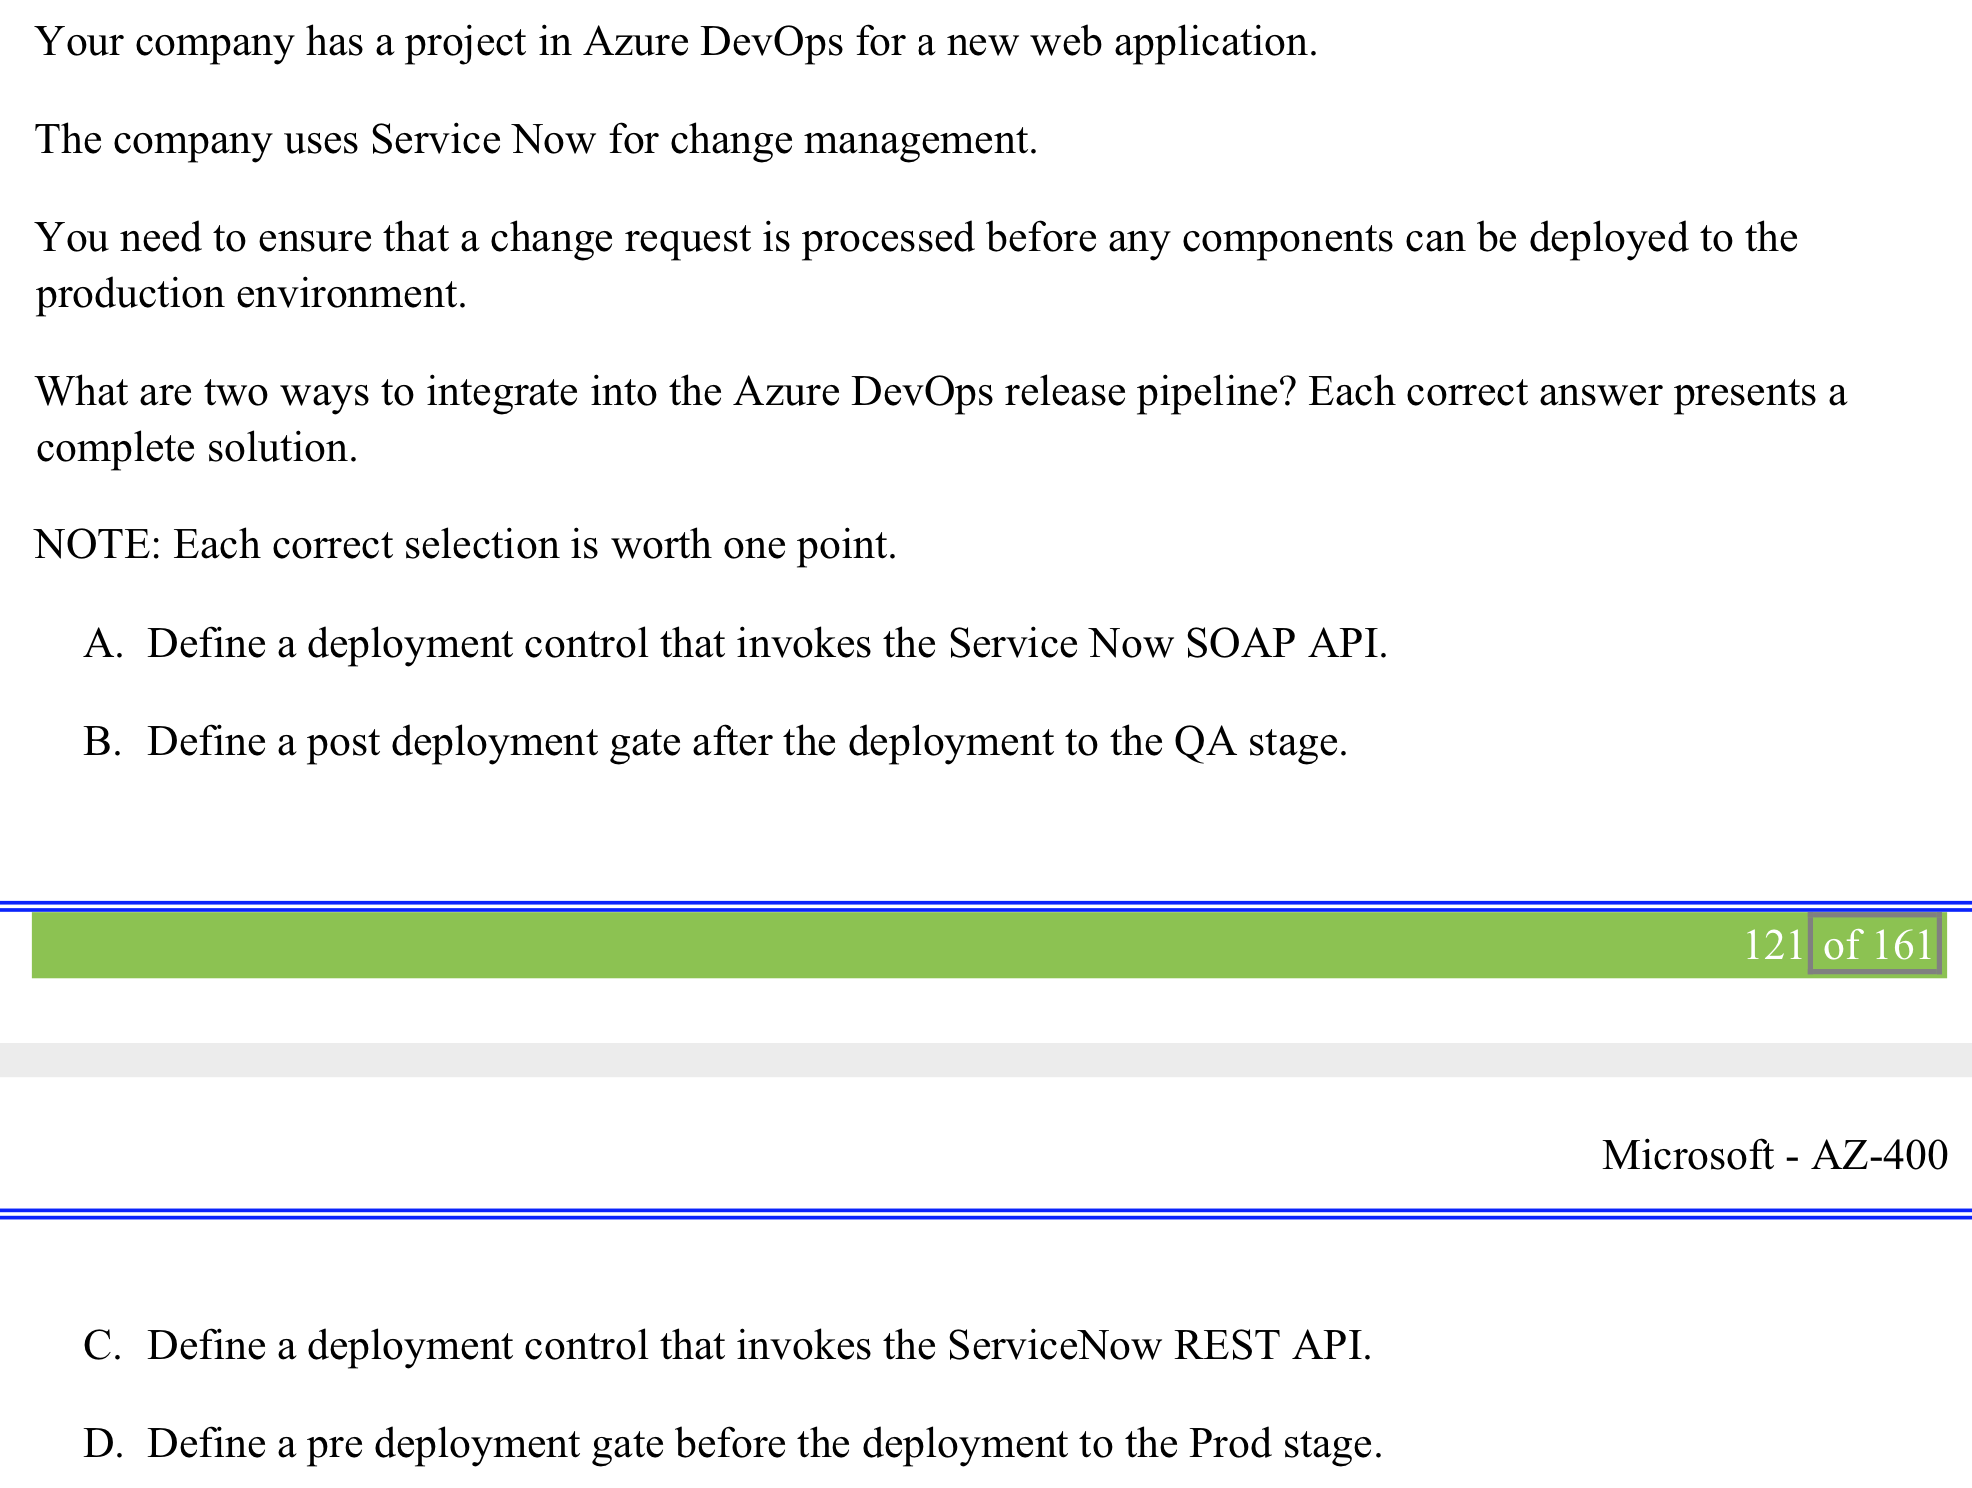 Your company has a project in Azure DevOps for a new web application.
The company uses Service Now for change management.
You need to ensure that a change request is processed before any components can be deployed to the
production environment.
What are two ways to integrate into the Azure DevOps release pipeline? Each correct answer presents a
complete solution.
NOTE: Each correct selection is worth one point.
A. Define a deployment control that invokes the Service Now SOAP API.
B. Define a post deployment gate after the deployment to the QA stage.
121 of 161
Microsoft - AZ-400
C. Define a deployment control that invokes the ServiceNow REST API.
D. Define a pre deployment gate before the deployment to the Prod stage.